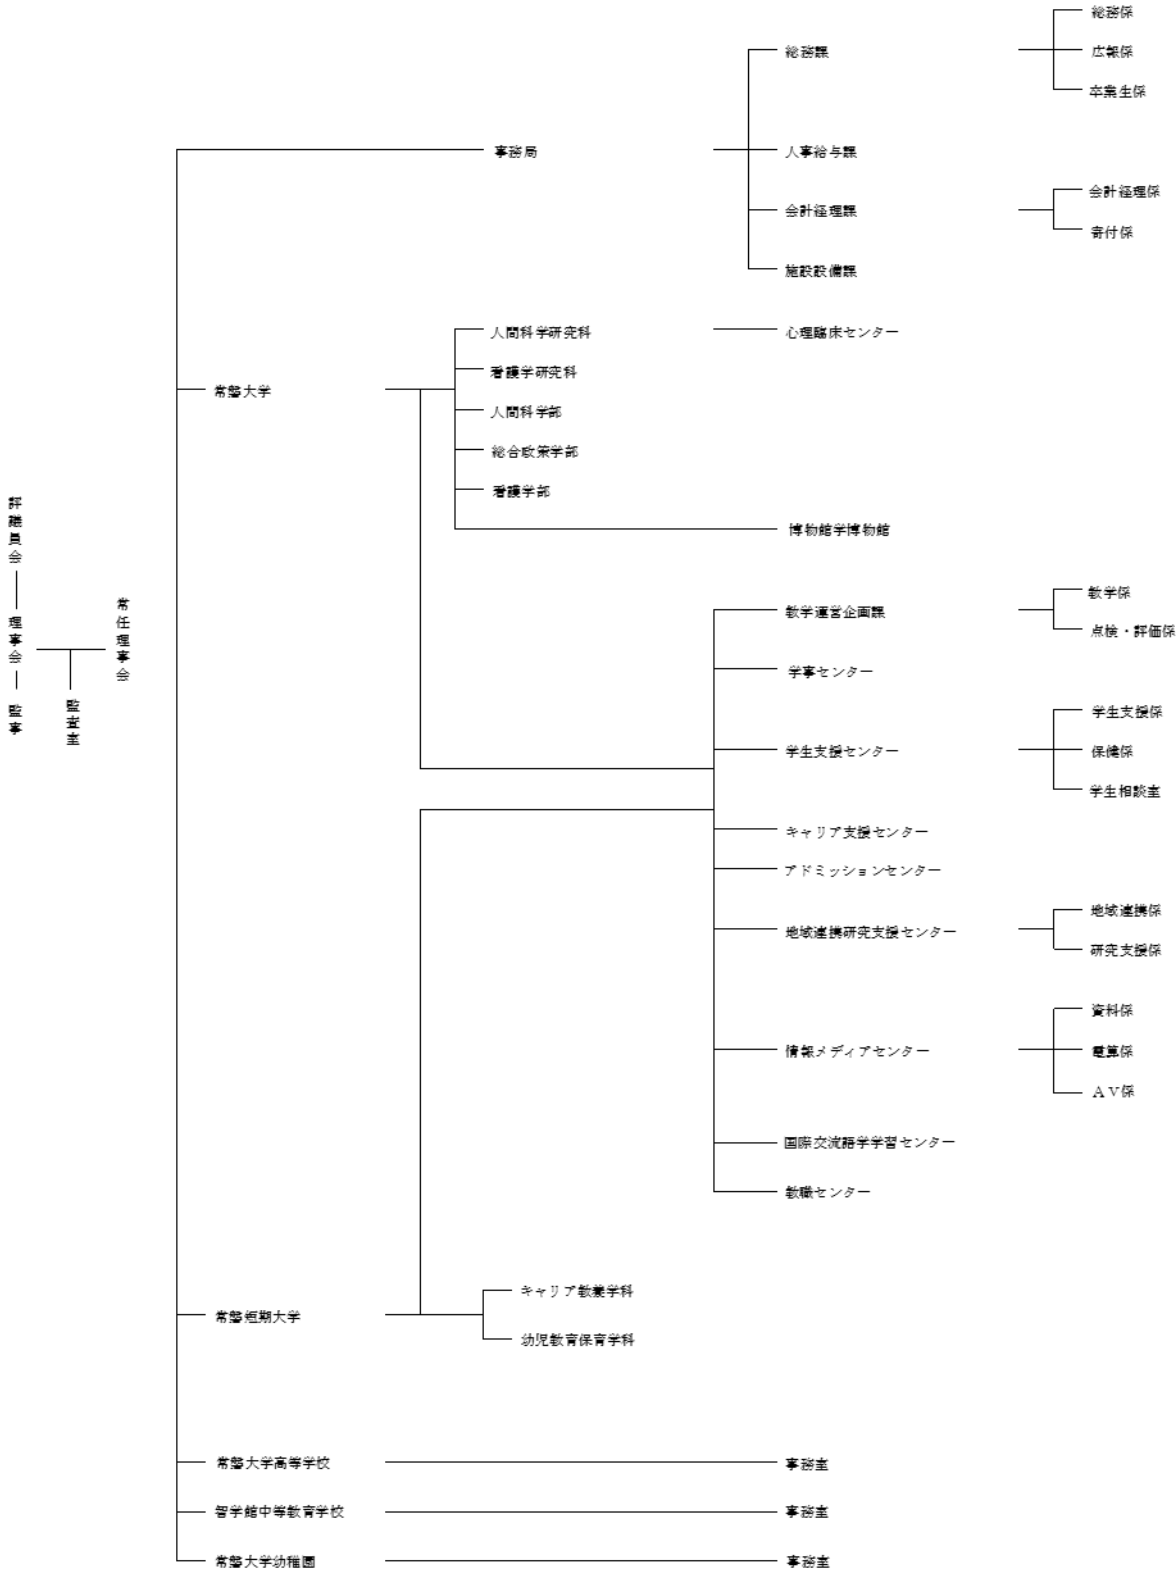 評議員会
理事会
監事
監査室
常任理事会
事務局
総務課
総務係
広報係
卒業生係
人事給与課
会計経理課
会計経理係
寄付係
施設設備課
常磐大学
人間科学研究科
心理臨床センター
看護学研究科
人間科学部
総合政策学部
看護学部
博物館学博物館
教学運営企画課
教学係
点検・評価係
学事センター
学生支援センター
学生支援係
保健係
学生相談室
キャリア支援センター
アドミッションセンター
地域連携研究支援センター
地域連携係
研究支援係
情報メディアセンター
資料係
電算係
ＡＶ係
国際交流語学学習センター
教職センター
常磐短期大学
キャリア教養学科
幼児教育保育学科
常磐大学高等学校
事務室
智学館中等教育学校
事務室
常磐大学幼稚園
事務室